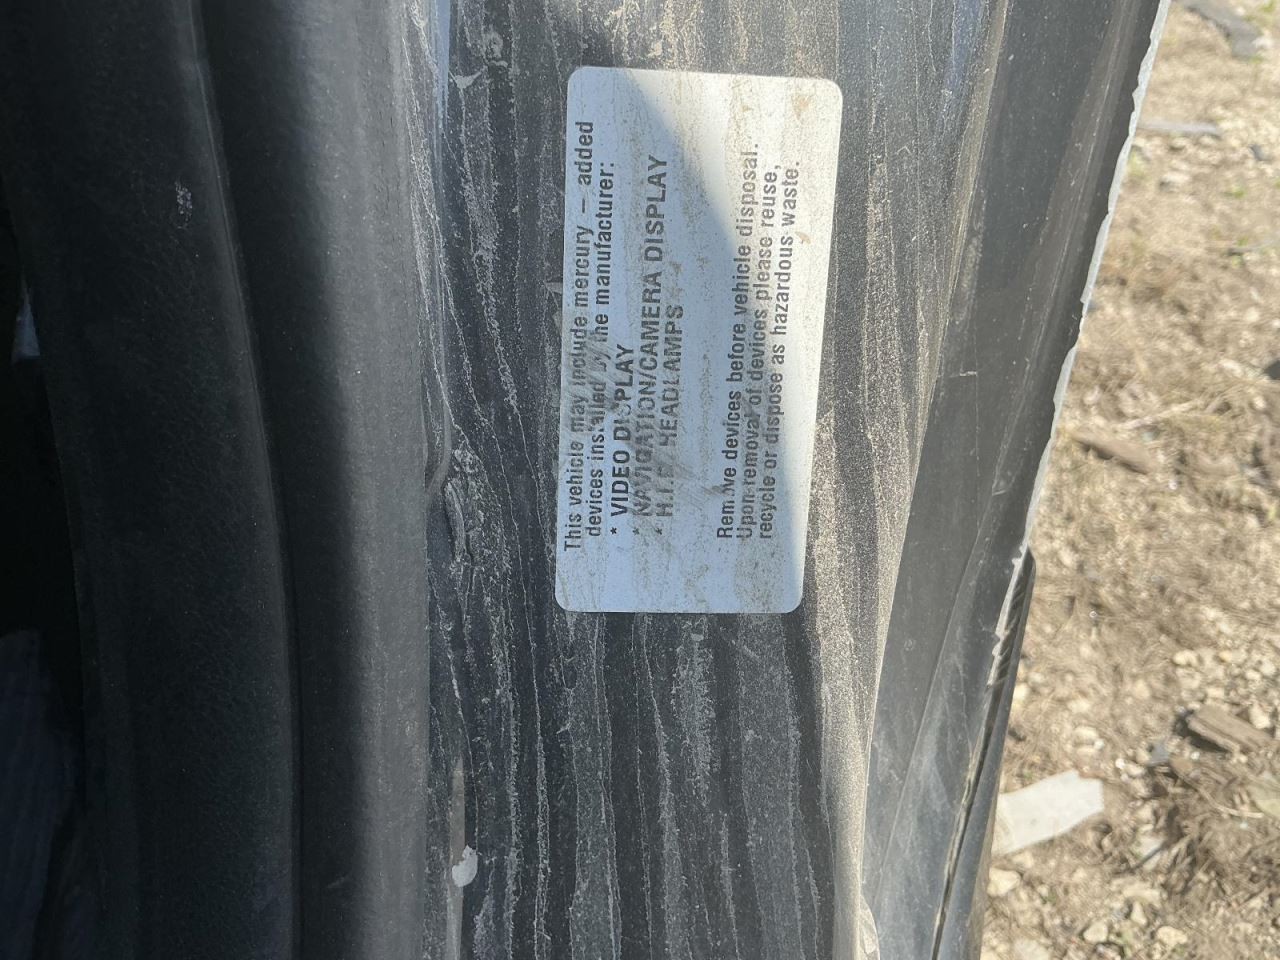 This vehicle may include mercury – added
devices installed by the manufacturer:
* VIDEO DISPLAY
* NAVIGATION/CAMERA DISPLAY
* H.I.D. HEADLAMPS
Remove devices before vehicle disposal.
Upon removal of devices please reuse,
recycle or dispose as hazardous waste.